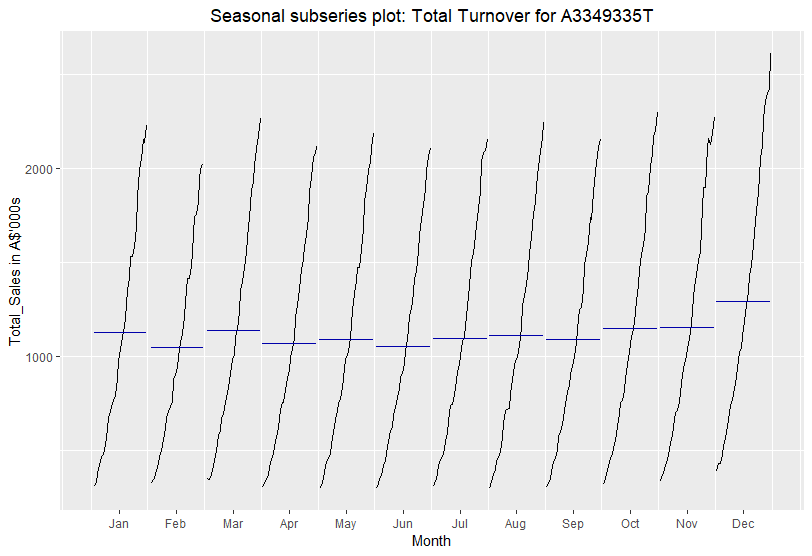 Seasonal subseries plot: Total Turnover for A3349335T
Total_Sales in A$'000s
2000
1000
Jan Feb Mar Apr May Jun Jul Aug Sep Oct Nov Dec
Month